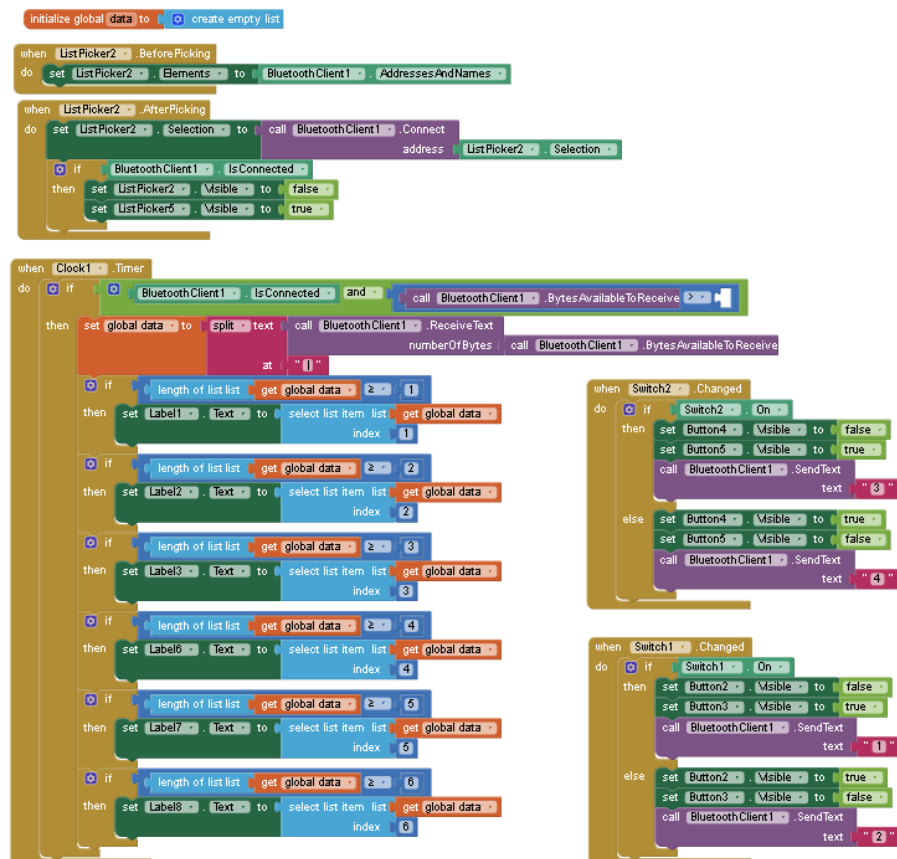 initialize global data to create empty list
when ListPicker2 .BeforePicking
do set ListPicker2 . Elements to BluetoothClient1 . AddressesAndNames
when ListPicker2 .AfterPicking
do set ListPicker2 . Selection to call BluetoothClient1 .Connect
address ListPicker2 . Selection
if BluetoothClient1 . IsConnected
then set ListPicker2 . Visible to false
set ListPicker5 . Visible to true
when Clock1 .Timer
do if BluetoothClient1 . IsConnected and call BluetoothClient1 .BytesAvailableToReceive >
then set global data to split text call BluetoothClient1 .ReceiveText
numberOfBytes call BluetoothClient1 .BytesAvailableToReceive
at "|"
if length of list list get global data ≥ 1
then set Label1 . Text to select list item list get global data
index 1
if length of list list get global data ≥ 2
then set Label2 . Text to select list item list get global data
index 2
if length of list list get global data ≥ 3
then set Label3 . Text to select list item list get global data
index 3
if length of list list get global data ≥ 4
then set Label6 . Text to select list item list get global data
index 4
if length of list list get global data ≥ 5
then set Label7 . Text to select list item list get global data
index 5
if length of list list get global data ≥ 6
then set Label8 . Text to select list item list get global data
index 6
when Switch2 .Changed
do if Switch2 . On
then set Button4 . Visible to false
set Button5 . Visible to true
call BluetoothClient1 .SendText
text "3"
else set Button4 . Visible to true
set Button5 . Visible to false
call BluetoothClient1 .SendText
text "4"
when Switch1 .Changed
do if Switch1 . On
then set Button2 . Visible to false
set Button3 . Visible to true
call BluetoothClient1 .SendText
text "1"
else set Button2 . Visible to true
set Button3 . Visible to false
call BluetoothClient1 .SendText
text "2"